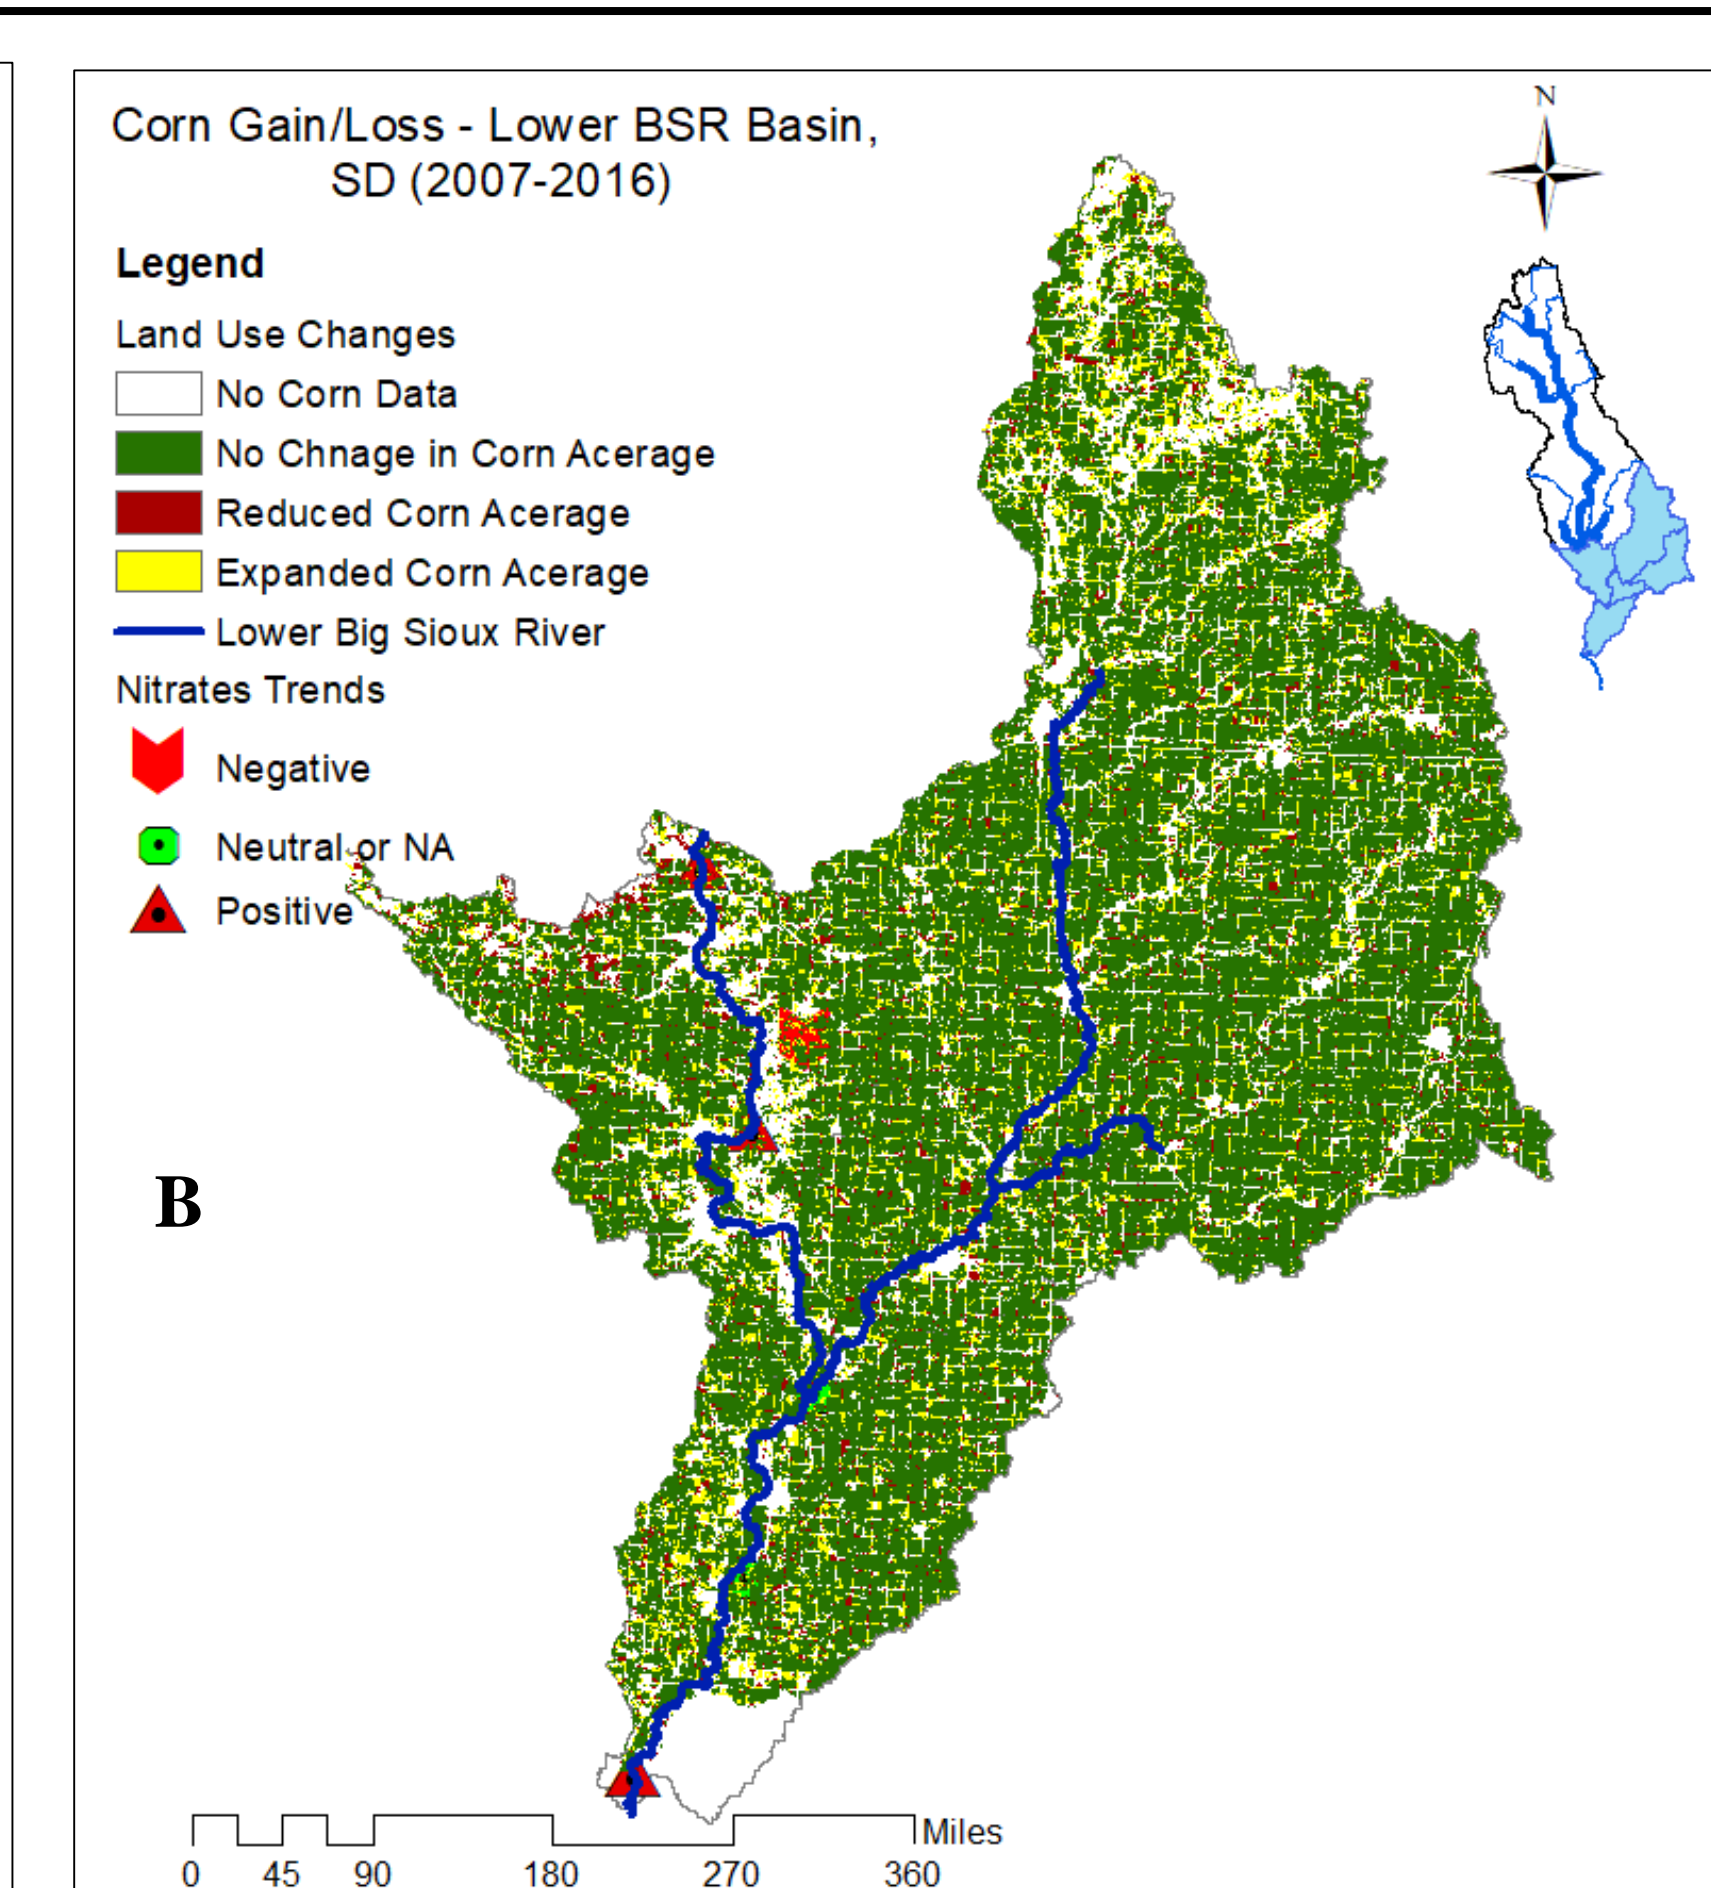 Corn Gain/Loss - Lower BSR Basin,
SD (2007-2016)
N
Legend
Land Use Changes
No Corn Data
No Chnage in Corn Acerage
Reduced Corn Acerage
Expanded Corn Acerage
Lower Big Sioux River
Nitrates Trends
Negative
Neutral or NA
Positive
B
Miles
0 45 90 180 270 360